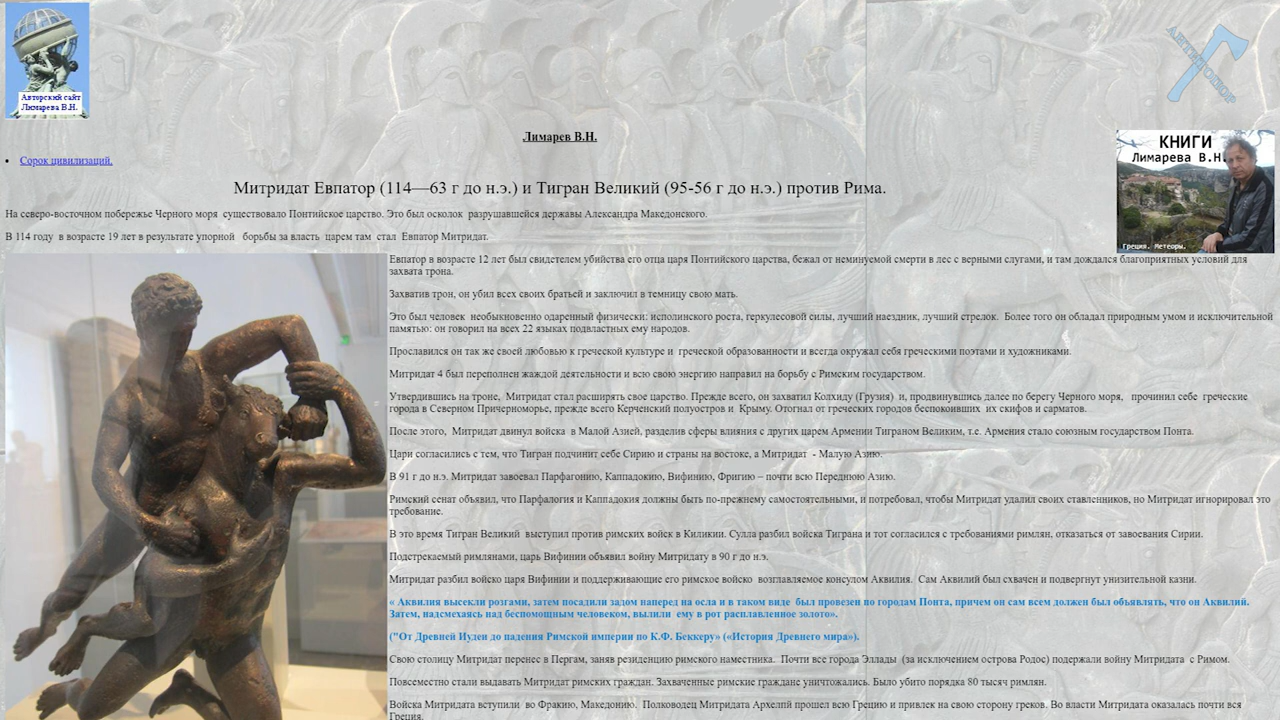 Авторский сайт
Лимарева В.Н.
АНТИТОПОР
Лимарев В.Н.
КНИГИ
Лимарева В.Н.
Греция. Метеоры.
Сорок цивилизаций.
Митридат Евпатор (114—63 г до н.э.) и Тигран Великий (95-56 г до н.э.) против Рима.
На северо-восточном побережье Черного моря существовало Понтийское царство. Это был осколок разрушавшейся державы Александра Македонского.
В 114 году в возрасте 19 лет в результате упорной борьбы за власть царем там стал Евпатор Митридат.
Евпатор в возрасте 12 лет был свидетелем убийства его отца царя Понтийского царства, бежал от неминуемой смерти в лес с верными слугами, и там дождался благоприятных условий для
захвата трона.
Захватив трон, он убил всех своих братьей и заключил в темницу свою мать.
Это был человек необыкновенно одаренный физически: исполинского роста, геркулесовой силы, лучший наездник, лучший стрелок. Более того он обладал природным умом и исключительной
памятью: он говорил на всех 22 языках подвластных ему народов.
Прославился он так же своей любовью к греческой культуре и греческой образованности и всегда окружал себя греческими поэтами и художниками.
Митридат 4 был переполнен жаждой деятельности и всю свою энергию направил на борьбу с Римским государством.
Утвердившись на троне, Митридат стал расширять свое царство. Прежде всего, он захватил Колхиду (Грузия) и, продвинувшись далее по берегу Черного моря, прочинил себе греческие
города в Северном Причерноморье, прежде всего Керченский полуостров и Крыму. Отогнал от греческих городов беспокоивших их скифов и сарматов.
После этого, Митридат двинул войска в Малой Азией, разделив сферы влияния с других царем Армении Тиграном Великим, т.е. Армения стало союзным государством Понта.
Цари согласились с тем, что Тигран подчинит себе Сирию и страны на востоке, а Митридат - Малую Азию.
В 91 г до н.э. Митридат завоевал Парфагонию, Каппадокию, Вифинию, Фригию – почти всю Переднюю Азию.
Римский сенат объявил, что Парфалогия и Каппадокия должны быть по-прежнему самостоятельными, и потребовал, чтобы Митридат удалил своих ставленников, но Митридат игнорировал это
требование.
В это время Тигран Великий выступил против римских войск в Киликии. Сулла разбил войска Тиграна и тот согласился с требованиями римлян, отказаться от завоевания Сирии.
Подстрекаемый римлянами, царь Вифинии объявил войну Митридату в 90 г до н.э.
Митридат разбил войско царя Вифинии и поддерживающие его римское войско возглавляемое консулом Аквилия. Сам Аквилий был схвачен и подвергнут унизительной казни.
« Аквилия высекли розгами, затем посадили задом наперед на осла и в таком виде был провезен по городам Понта, причем он сам всем должен был объявлять, что он Аквилий.
Затем, надсмехаясь над беспомощным человеком, вылили ему в рот расплавленное золото».
("От Древней Иудеи до падения Римской империи по К.Ф. Беккеру» («История Древнего мира»).
Свою столицу Митридат перенес в Пергам, заняв резиденцию римского наместника. Почти все города Эллады (за исключением острова Родос) подержали войну Митридата с Римом.
Повсеместно стали выдавать Митридат римских граждан. Захваченные римские граждане уничтожались. Было убито порядка 80 тысяч римлян.
Войска Митридата вступили во Фракию, Македонию. Полководец Митридата Архелпй прошел всю Грецию и привлек на свою сторону греков. Во власти Митридата оказалась почти вся
Греция.